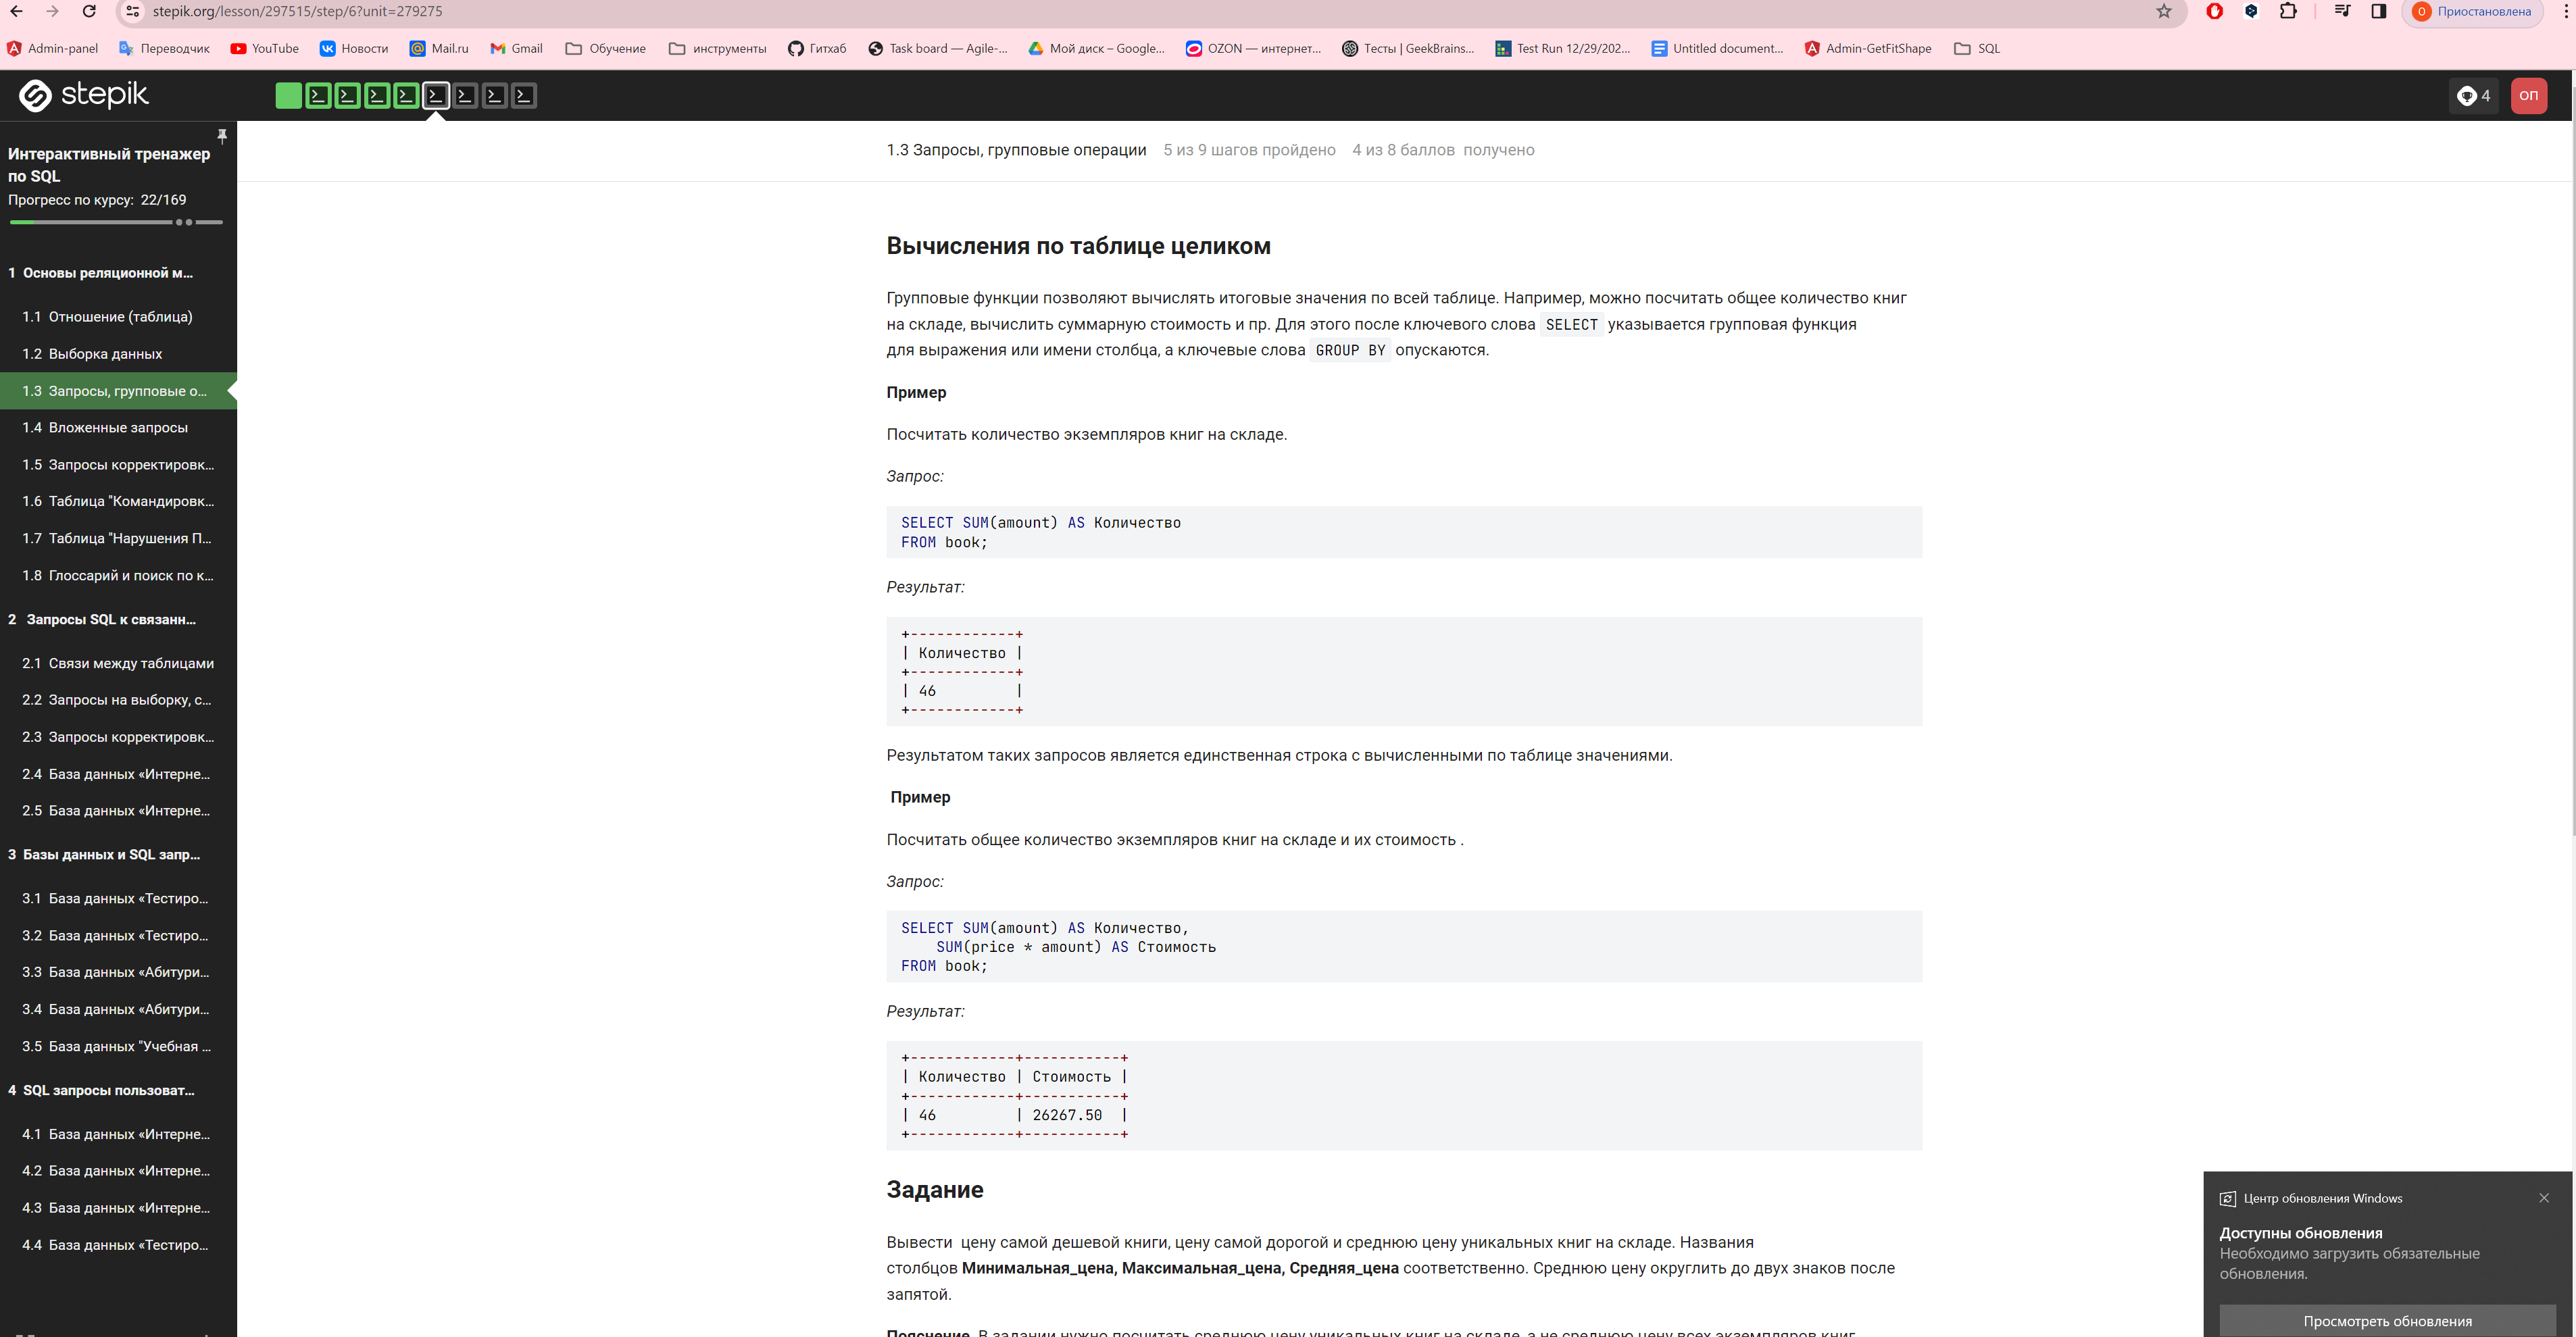 stepik.org/lesson/297515/step/6?unit=279275
О Приостановлена
Admin-panel Переводчик YouTube Новости Mail.ru Gmail Обучение инструменты Гитхаб Task board — Agile-... Мой диск – Google... OZON — интернет... Тесты | GeekBrains... Test Run 12/29/202... Untitled document... Admin-GetFitShape SQL
stepik
4 ОП
Интерактивный тренажер
по SQL
Прогресс по курсу: 22/169
1 Основы реляционной м...
1.1 Отношение (таблица)
1.2 Выборка данных
1.3 Запросы, групповые о...
1.4 Вложенные запросы
1.5 Запросы корректировк...
1.6 Таблица "Командировк...
1.7 Таблица "Нарушения П...
1.8 Глоссарий и поиск по к...
2 Запросы SQL к связанн...
2.1 Связи между таблицами
2.2 Запросы на выборку, с...
2.3 Запросы корректировк...
2.4 База данных «Интерне...
2.5 База данных «Интерне...
3 Базы данных и SQL запр...
3.1 База данных «Тестиро...
3.2 База данных «Тестиро...
3.3 База данных «Абитури...
3.4 База данных «Абитури...
3.5 База данных "Учебная ...
4 SQL запросы пользоват...
4.1 База данных «Интерне...
4.2 База данных «Интерне...
4.3 База данных «Интерне...
4.4 База данных «Тестиро...
1.3 Запросы, групповые операции 5 из 9 шагов пройдено 4 из 8 баллов получено
Вычисления по таблице целиком
Групповые функции позволяют вычислять итоговые значения по всей таблице. Например, можно посчитать общее количество книг
на складе, вычислить суммарную стоимость и пр. Для этого после ключевого слова SELECT указывается групповая функция
для выражения или имени столбца, а ключевые слова GROUP BY опускаются.
Пример
Посчитать количество экземпляров книг на складе.
Запрос:
SELECT SUM(amount) AS Количество
FROM book;
Результат:
+------------+
| Количество |
+------------+
| 46         |
+------------+
Результатом таких запросов является единственная строка с вычисленными по таблице значениями.
Пример
Посчитать общее количество экземпляров книг на складе и их стоимость .
Запрос:
SELECT SUM(amount) AS Количество,
    SUM(price * amount) AS Стоимость
FROM book;
Результат:
+------------+-----------+
| Количество | Стоимость |
+------------+-----------+
| 46         | 26267.50  |
+------------+-----------+
Задание
Вывести цену самой дешевой книги, цену самой дорогой и среднюю цену уникальных книг на складе. Названия
столбцов Минимальная_цена, Максимальная_цена, Средняя_цена соответственно. Среднюю цену округлить до двух знаков после
запятой.
Пояснение. В задании нужно посчитать среднюю цену уникальных книг на складе, а не среднюю цену всех экземпляров книг.
Центр обновления Windows
Доступны обновления
Необходимо загрузить обязательные
обновления.
Просмотреть обновления